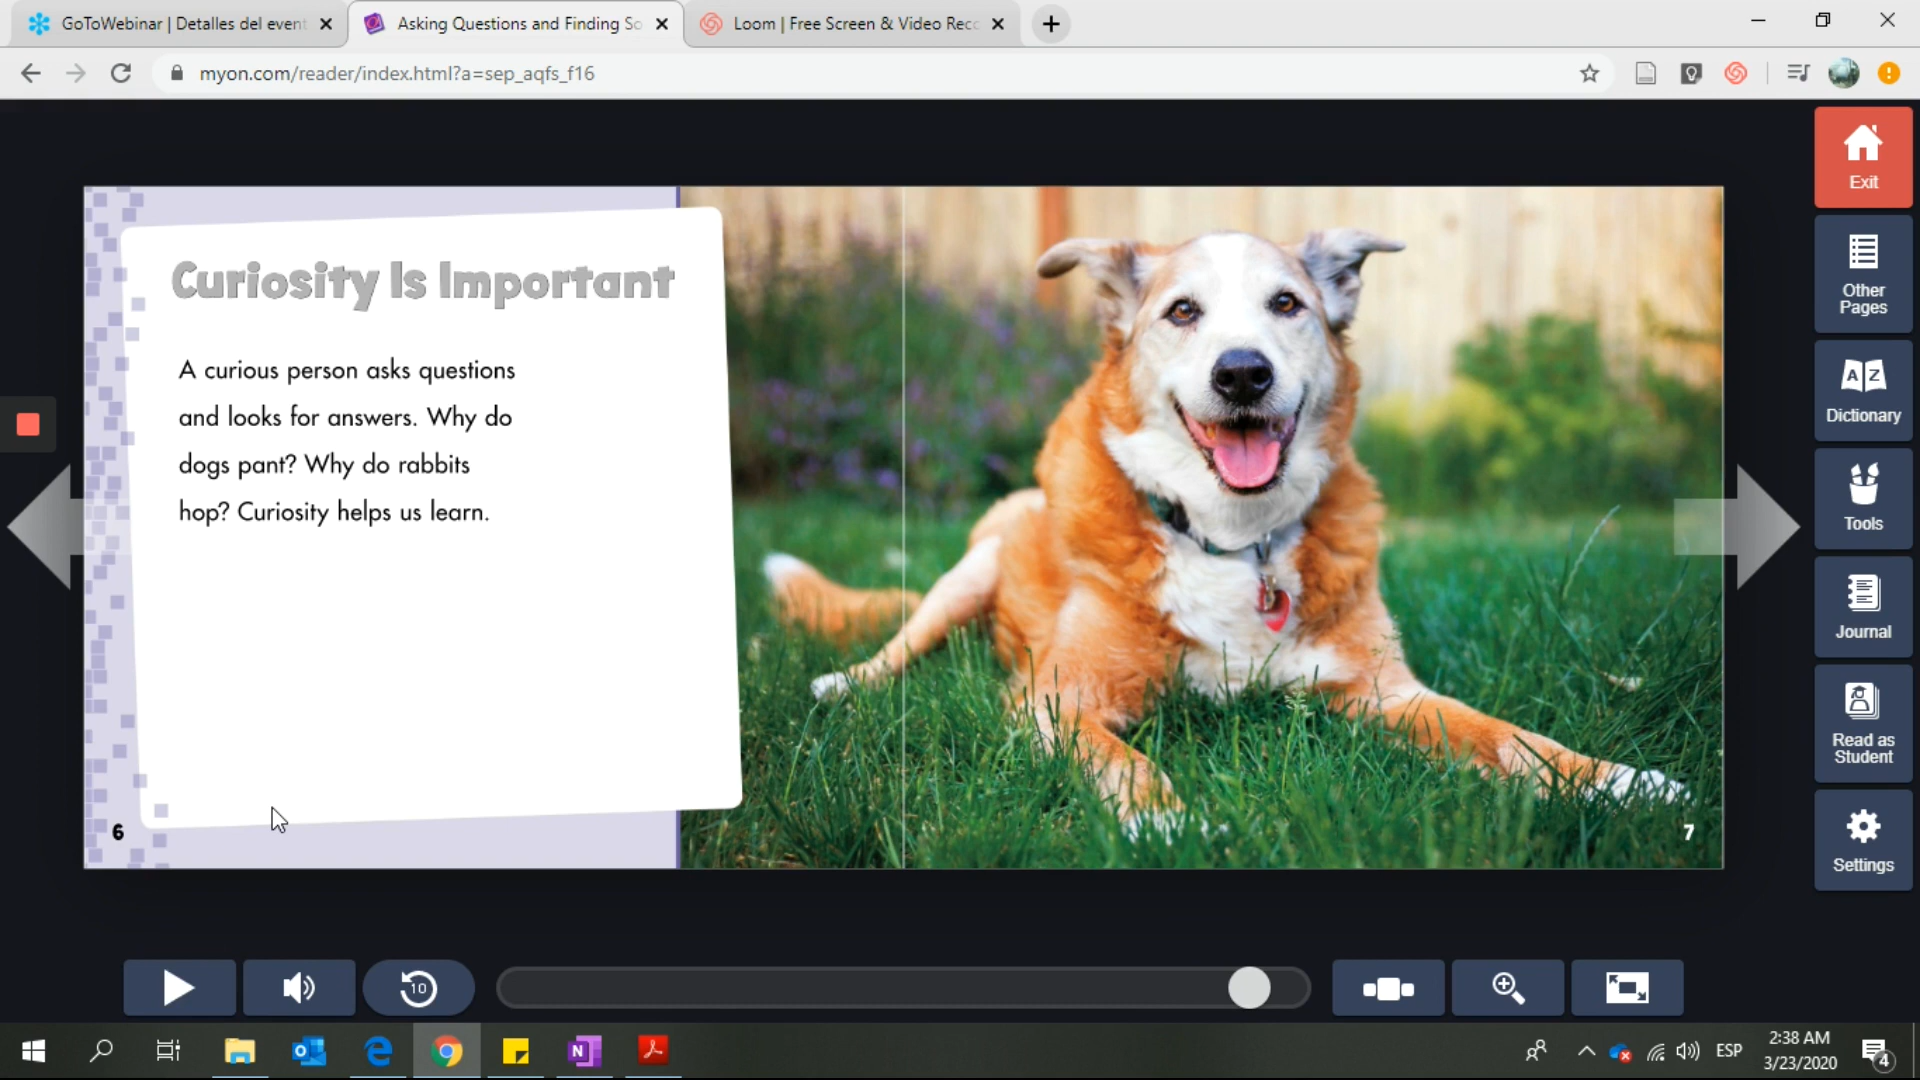 GoToWebinar | Detalles del event
Asking Questions and Finding So
Loom | Free Screen & Video Rec
myon.com/reader/index.html?a=sep_aqfs_f16
Exit
Other
Pages
Dictionary
Tools
Journal
Read as
Student
Settings
Curiosity Is Important
A curious person asks questions
and looks for answers. Why do
dogs pant? Why do rabbits
hop? Curiosity helps us learn.
6
7
A Z
10
N
ESP
2:38 AM
3/23/2020
4